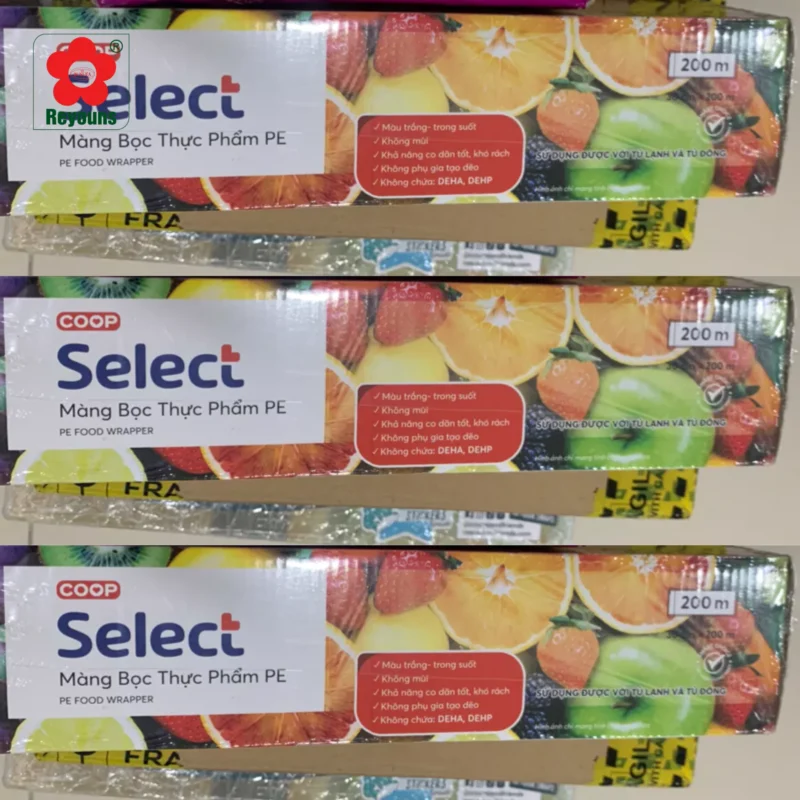 Reyouns
®
Select
Màng Bọc Thực Phẩm PE
PE FOOD WRAPPER
✓ Màu trắng- trong suốt
✓ Không mùi
✓ Khả năng co dãn tốt, khó rách
✓ Không phụ gia tạo dẻo
✓ Không chứa: DEHA, DEHP
200 m
SỬ DỤNG ĐƯỢC VỚI TỦ LẠNH VÀ TỦ ĐÔNG
FRA
COOP
Select
Màng Bọc Thực Phẩm PE
PE FOOD WRAPPER
✓ Màu trắng- trong suốt
✓ Không mùi
✓ Khả năng co dãn tốt, khó rách
✓ Không phụ gia tạo dẻo
✓ Không chứa: DEHA, DEHP
200 m
SỬ DỤNG ĐƯỢC VỚI TỦ LẠNH VÀ TỦ ĐÔNG
FRA
COOP
Select
Màng Bọc Thực Phẩm PE
PE FOOD WRAPPER
✓ Màu trắng- trong suốt
✓ Không mùi
✓ Khả năng co dãn tốt, khó rách
✓ Không phụ gia tạo dẻo
✓ Không chứa: DEHA, DEHP
200 m
SỬ DỤNG ĐƯỢC VỚI TỦ LẠNH VÀ TỦ ĐÔNG
FRA